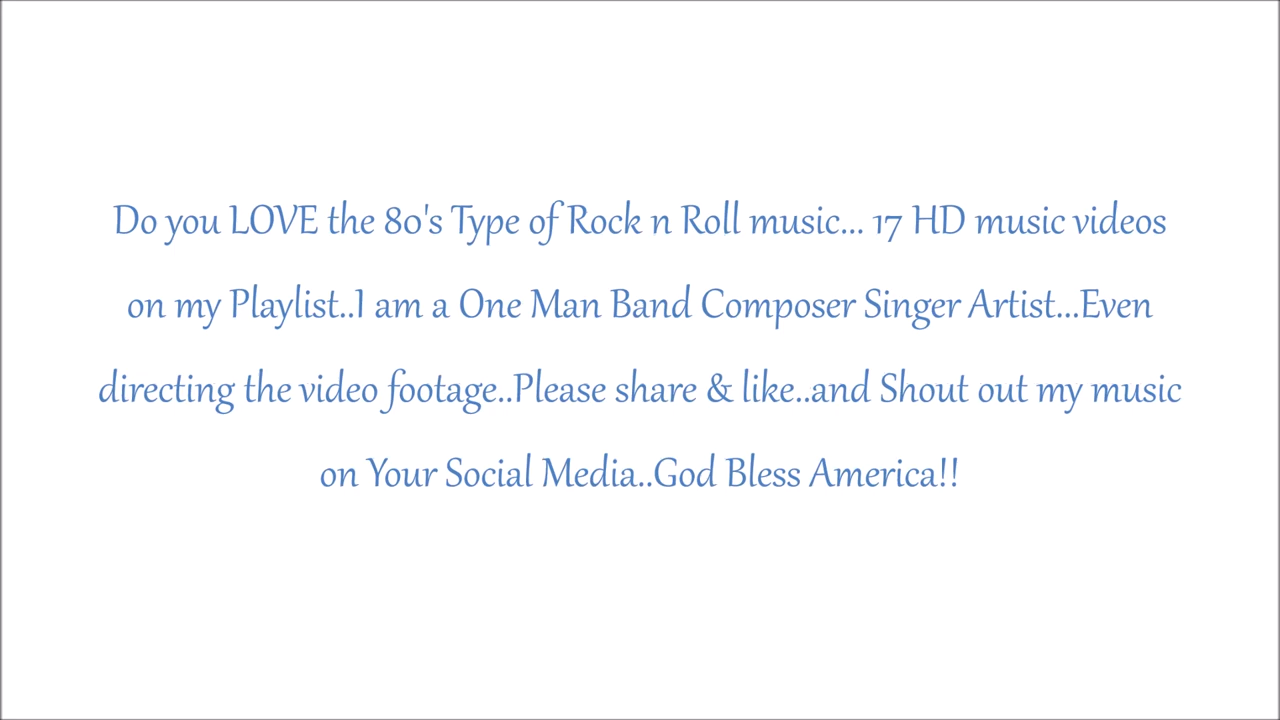 Do you LOVE the 80's Type of Rock n Roll music... 17 HD music videos
on my Playlist..I am a One Man Band Composer Singer Artist...Even
directing the video footage..Please share & like..and Shout out my music
on Your Social Media..God Bless America!!